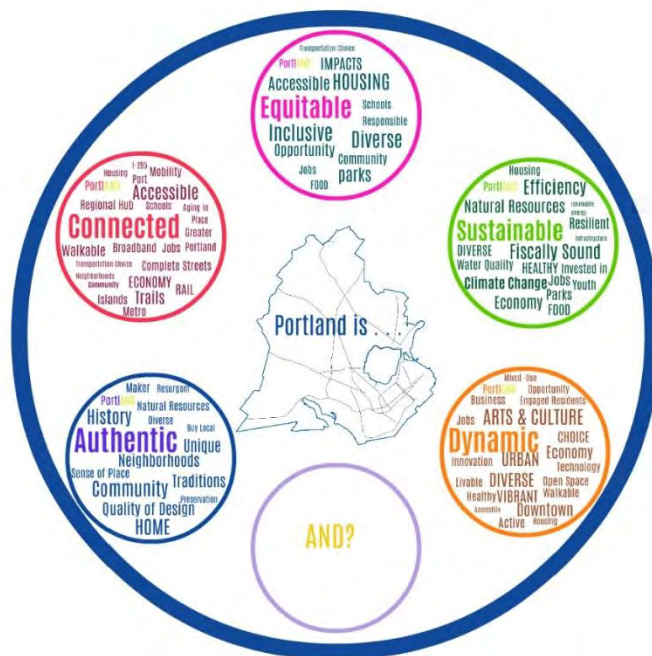 Transportation Choice
PortlAND IMPACTS
Accessible HOUSING
Equitable Schools
Responsible
Inclusive Diverse
Opportunity
Community
Jobs parks
FOOD
Housing
PortlAND Efficiency
Natural Resources renewable energy
Resilient
Sustainable Infrastructure
DIVERSE Fiscally Sound
Water Quality HEALTHY Invested in
Climate Change Jobs Youth
Parks
Economy FOOD
Mixed-Use
PortlAND Opportunity
Business Engaged Residents
Jobs ARTS & CULTURE
Dynamic CHOICE
Innovation URBAN Economy
Technology
Livable DIVERSE Open Space
Healthy VIBRANT Walkable
Accessible Downtown
Active Housing
AND?
Maker Resurgent
PortlAND Natural Resources
History Diverse
Buy Local
Authentic Unique
Neighborhoods
Sense of Place
Community Traditions
Preservation
Quality of Design
HOME
I-295
Housing Mobility
PortlAND Port
Accessible
Regional Hub Schools Aging in Place
Connected Greater
Walkable Broadband Jobs Portland
Transportation Choice Complete Streets
Neighborhoods ECONOMY RAIL
Community
Islands Trails
Metro
Portland is . . .